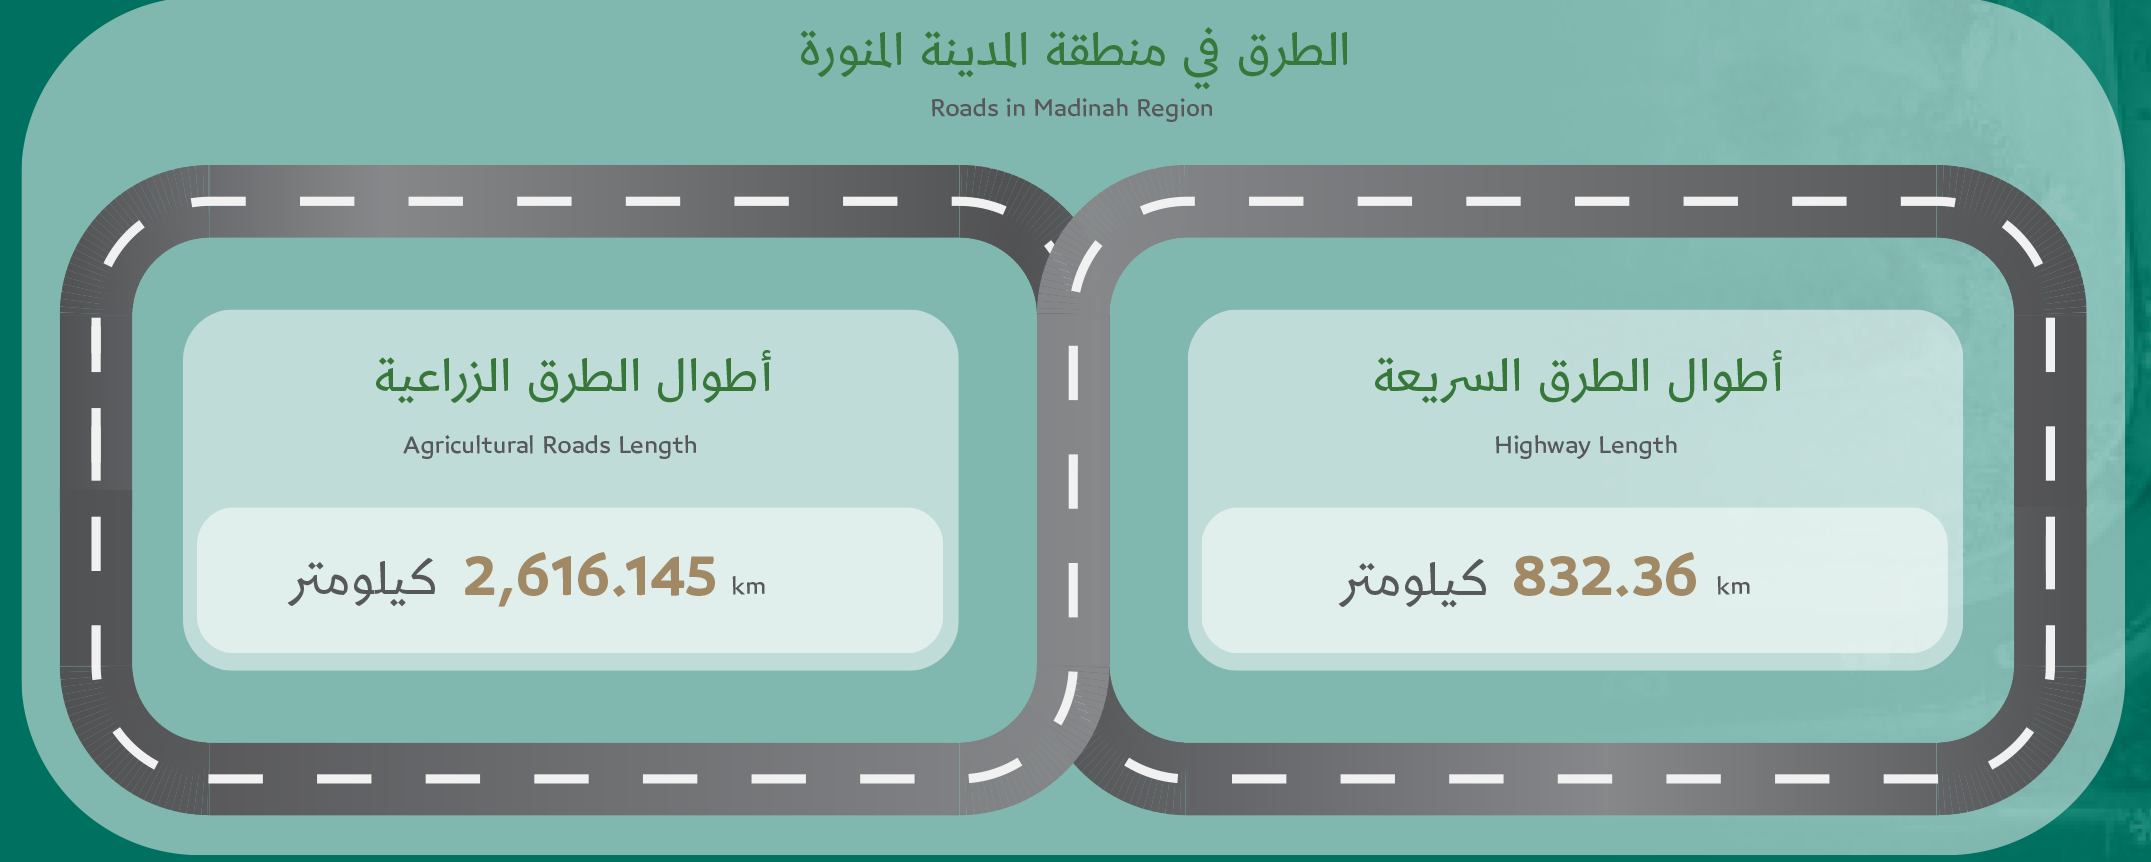 الطرق في منطقة المدينة المنورة
Roads in Madinah Region
أطوال الطرق السريعة
Highway Length
832.36 كيلومتر km
أطوال الطرق الزراعية
Agricultural Roads Length
2,616.145 كيلومتر km